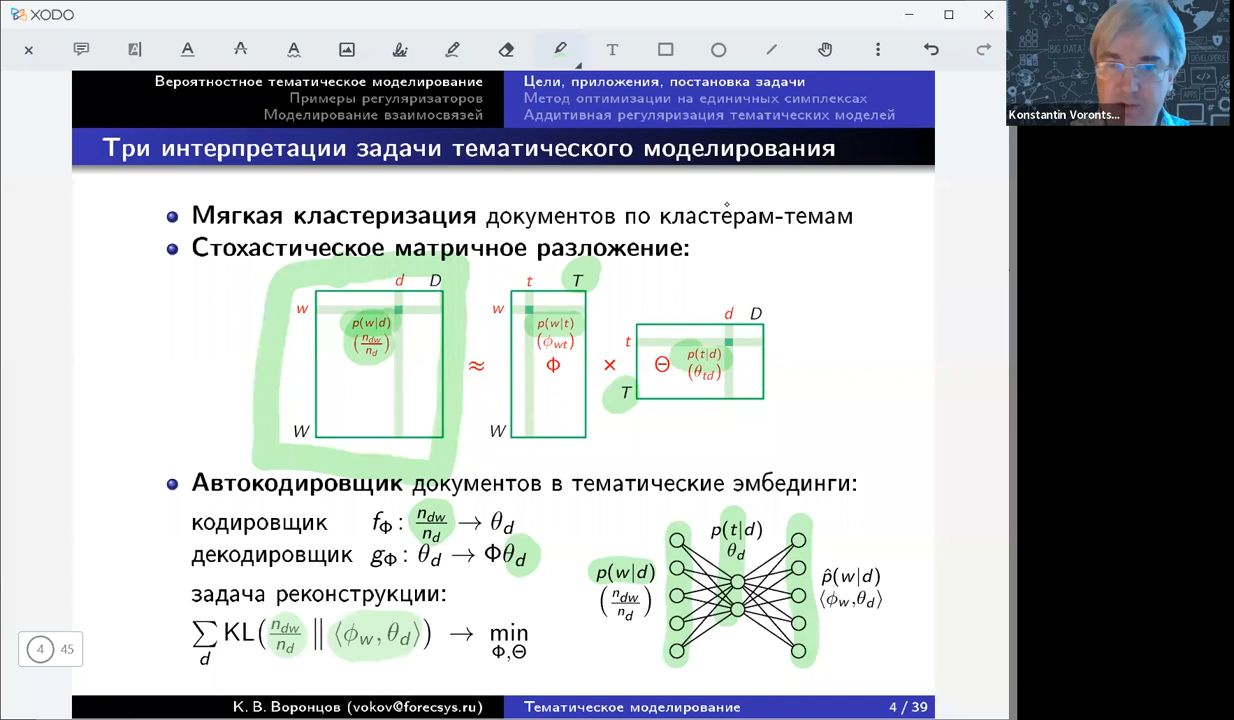 XODO
T
Вероятностное тематическое моделирование
Примеры регуляризаторов
Моделирование взаимосвязей
Цели, приложения, постановка задачи
Метод оптимизации на единичных симплексах
Аддитивная регуляризация тематических моделей
Konstantin Voronts...
BIG DATA
Три интерпретации задачи тематического моделирования
Мягкая кластеризация документов по кластерам-темам
Стохастическое матричное разложение:
d D
w
p(w|d)
(n_dw/n_d)
W
≈
t T
w
p(w|t)
(ϕ_wt)
Φ
W
×
d D
t
Θ p(t|d)
(θ_td)
T
Автокодировщик документов в тематические эмбединги:
кодировщик f_Φ : n_dw/n_d → θ_d
декодировщик g_Φ : θ_d → Φθ_d
задача реконструкции:
∑_d KL(n_dw/n_d ‖ ⟨ϕ_w, θ_d⟩) → min_Φ,Θ
p(w|d)
(n_dw/n_d)
p(t|d)
θ_d
p̂(w|d)
⟨ϕ_w,θ_d⟩
4 45
К. В. Воронцов (vokov@forecsys.ru)
Тематическое моделирование
4 / 39